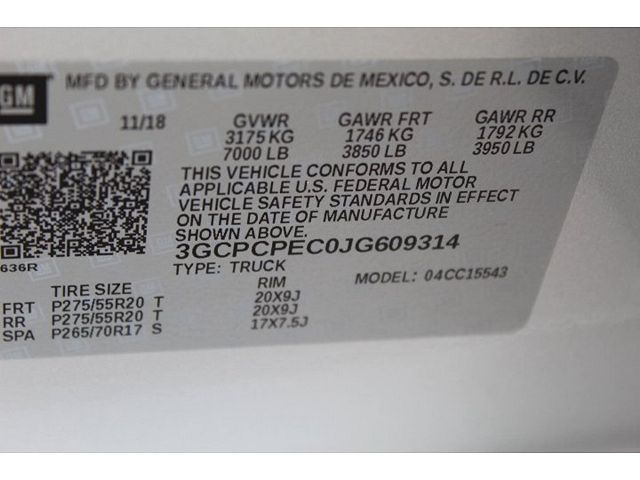 GM MFD BY GENERAL MOTORS DE MEXICO, S. DE R.L. DE C.V.
11/18 GVWR GAWR FRT GAWR RR
3175 KG 1746 KG 1792 KG
7000 LB 3850 LB 3950 LB
THIS VEHICLE CONFORMS TO ALL
APPLICABLE U.S. FEDERAL MOTOR
VEHICLE SAFETY STANDARDS IN EFFECT
ON THE DATE OF MANUFACTURE
3GCPCPEC0JG609314
636R TYPE: TRUCK MODEL: 04CC15543
TIRE SIZE RIM
FRT P275/55R20 T 20X9J
RR P275/55R20 T 20X9J
SPA P265/70R17 S 17X7.5J